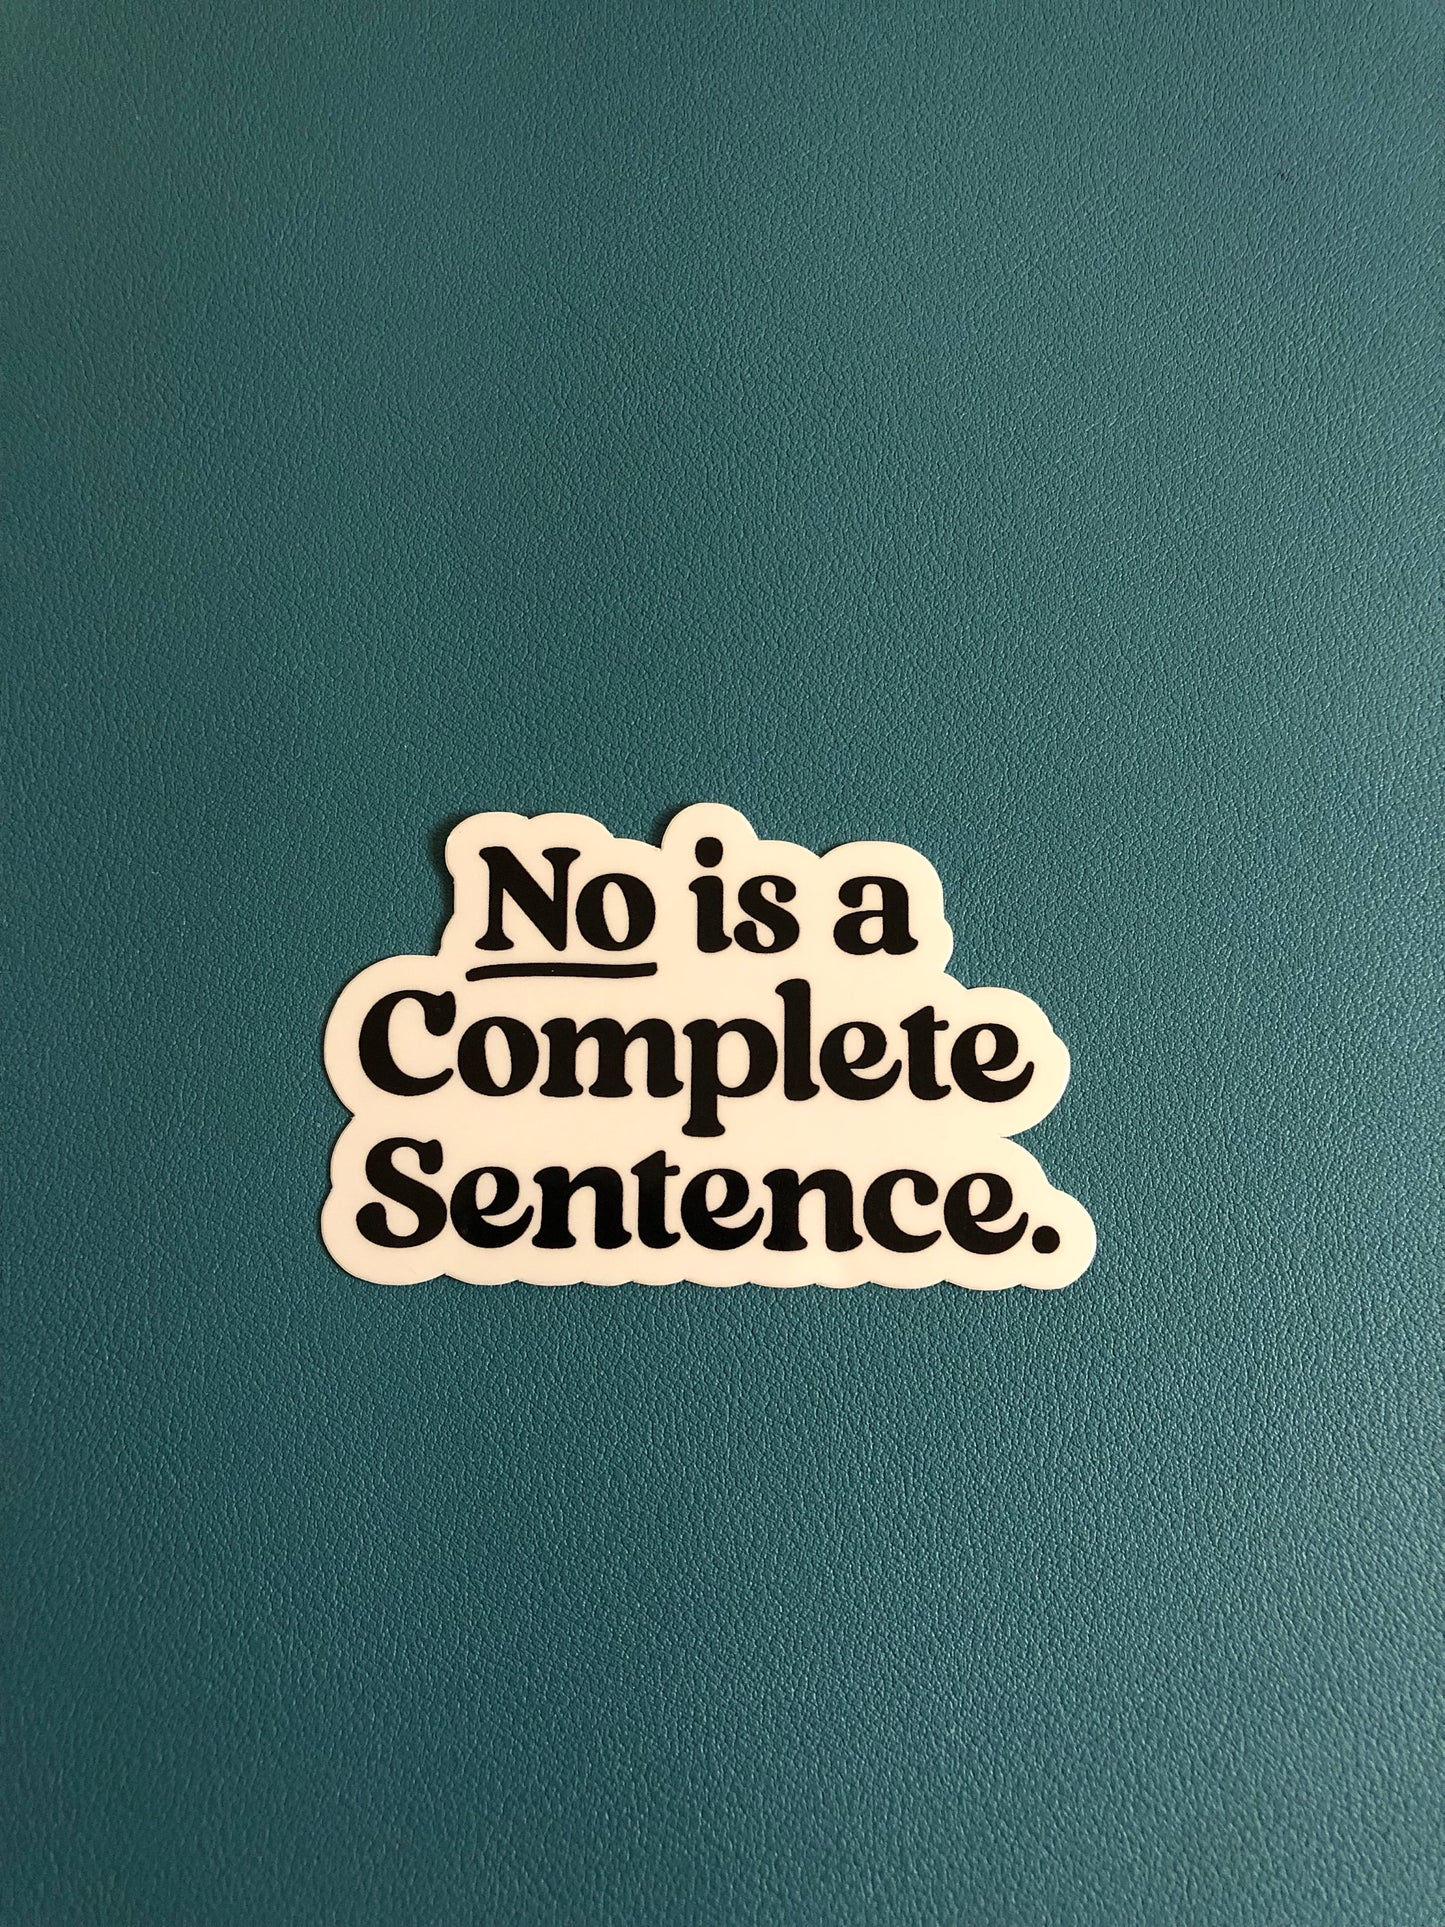 No is a
Complete
Sentence.